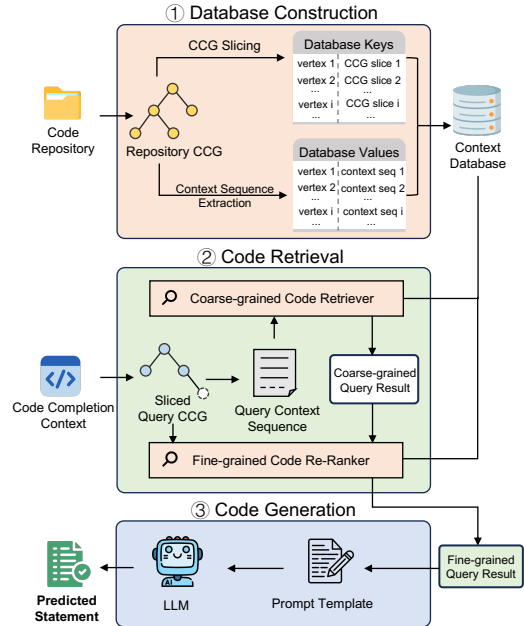 ① Database Construction
CCG Slicing
Database Keys
vertex 1 CCG slice 1
vertex 2 CCG slice 2
... ...
vertex i CCG slice i
Code
Repository
Repository CCG
Context
Database
Database Values
Context Sequence
Extraction
vertex 1 context seq 1
vertex 2 context seq 2
... ...
vertex i context seq i
② Code Retrieval
Coarse-grained Code Retriever
Coarse-grained
Query Result
Code Completion
Context
Sliced
Query CCG
Query Context
Sequence
Fine-grained Code Re-Ranker
③ Code Generation
AI
Predicted
Statement
LLM
Prompt Template
Fine-grained
Query Result